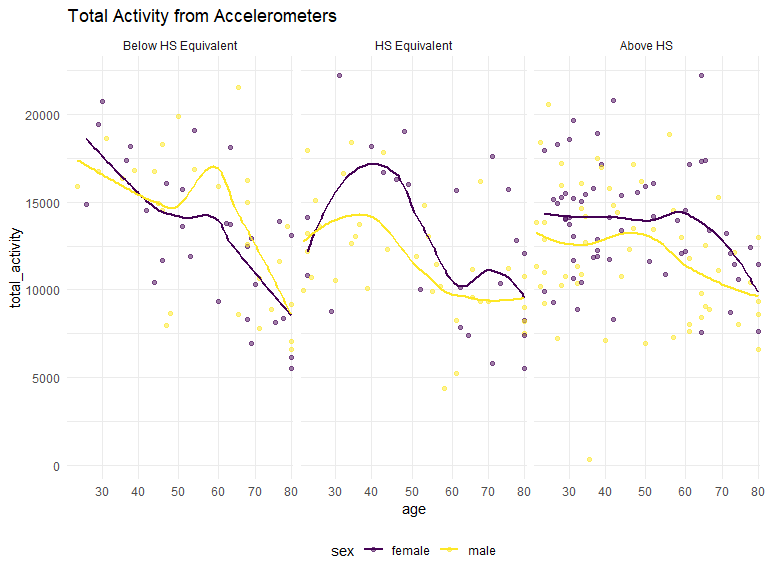 Total Activity from Accelerometers
Below HS Equivalent HS Equivalent Above HS
20000
15000
10000
5000
0
total_activity
30 40 50 60 70 80 30 40 50 60 70 80 30 40 50 60 70 80
age
sex female male